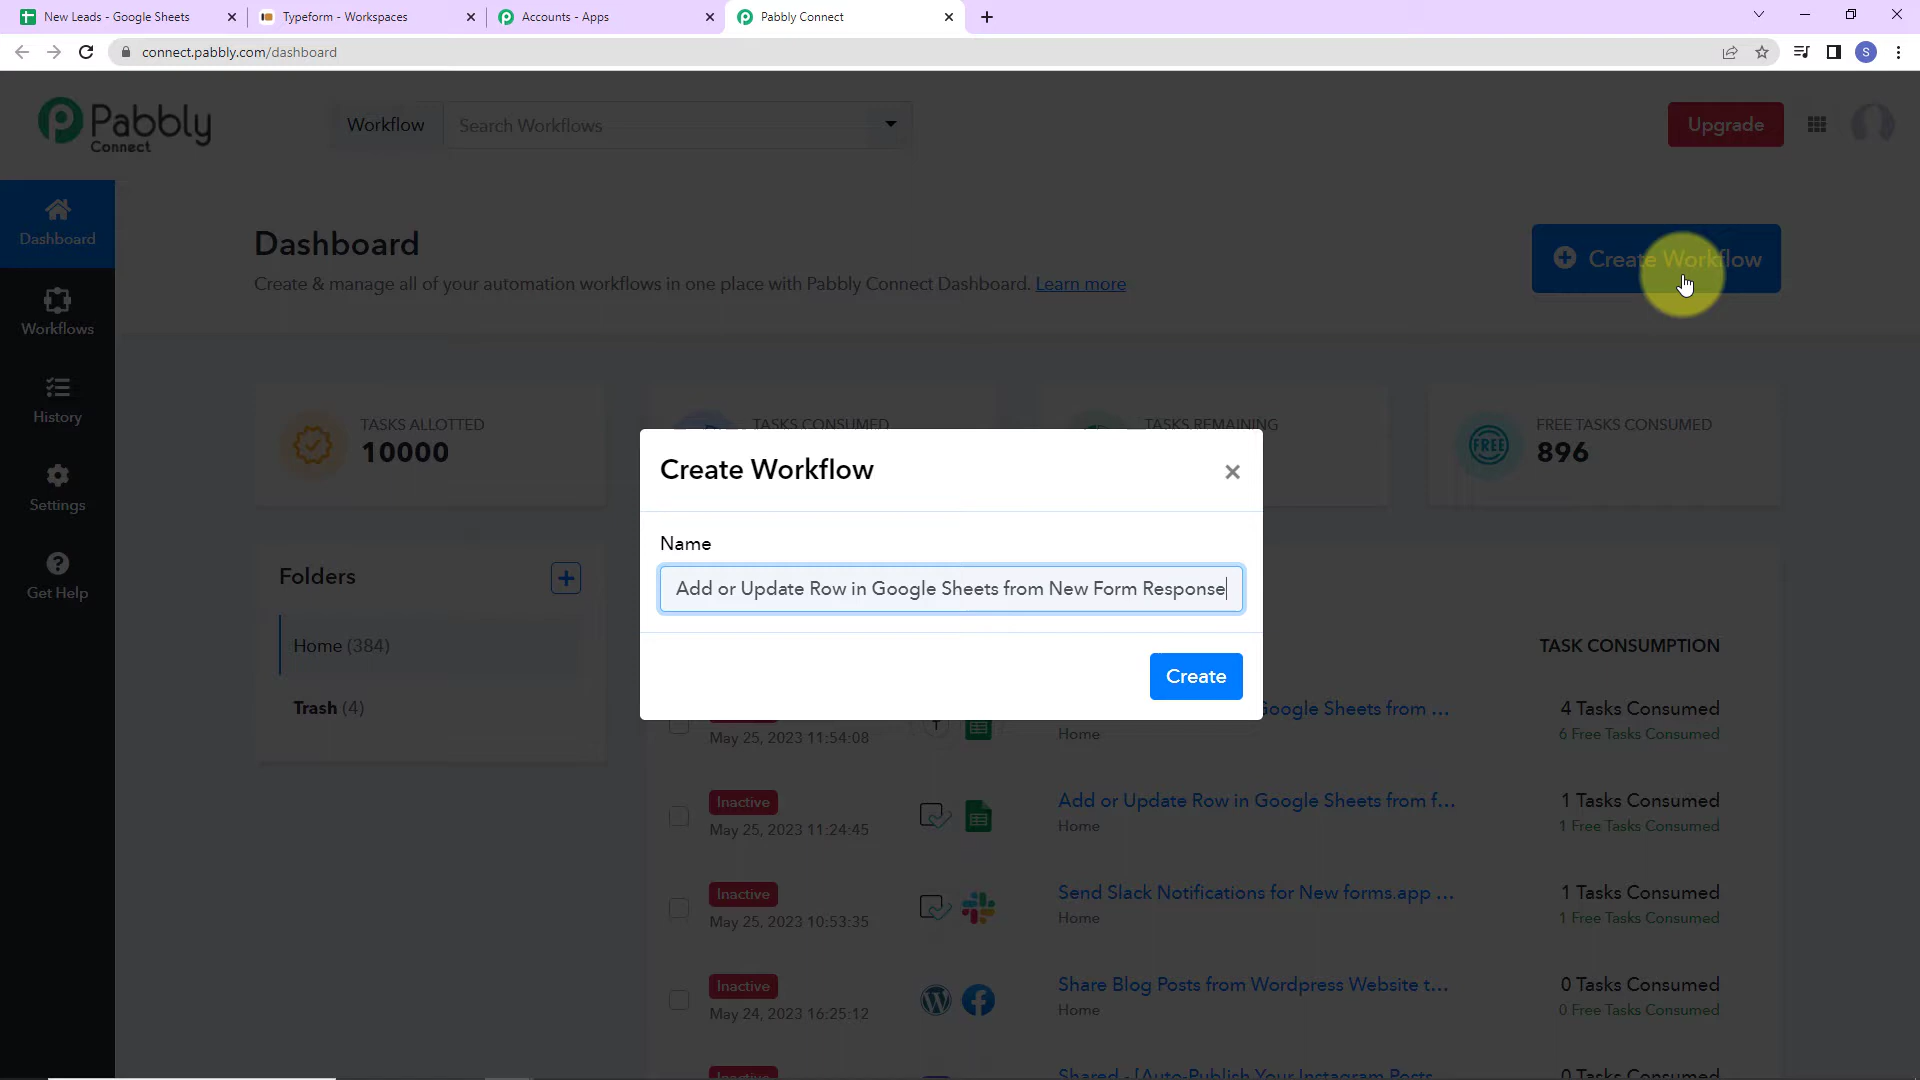 New Leads - Google Sheets
Typeform - Workspaces
Accounts - Apps
Pabbly Connect
connect.pabbly.com/dashboard
S
Pabbly
Connect
Workflow
Search Workflows
Upgrade
Dashboard
Workflows
History
Settings
Get Help
Dashboard
Create & manage all of your automation workflows in one place with Pabbly Connect Dashboard. Learn more
Create Workflow
TASKS ALLOTTED
10000
TASKS CONSUMED
TASKS REMAINING
FREE TASKS CONSUMED
896
FREE
Folders
Home (384)
Trash (4)
Create Workflow
Name
Add or Update Row in Google Sheets from New Form Response
Create
TASK CONSUMPTION
May 25, 2023 11:54:08
Google Sheets from ...
Home
4 Tasks Consumed
6 Free Tasks Consumed
Inactive
May 25, 2023 11:24:45
Add or Update Row in Google Sheets from f...
Home
1 Tasks Consumed
1 Free Tasks Consumed
Inactive
May 25, 2023 10:53:35
Send Slack Notifications for New forms.app ...
Home
1 Tasks Consumed
1 Free Tasks Consumed
Inactive
May 24, 2023 16:25:12
Share Blog Posts from Wordpress Website t...
Home
0 Tasks Consumed
0 Free Tasks Consumed
Inactive
Shared - [Auto-Publish Your Instagram Posts
0 Tasks Consumed